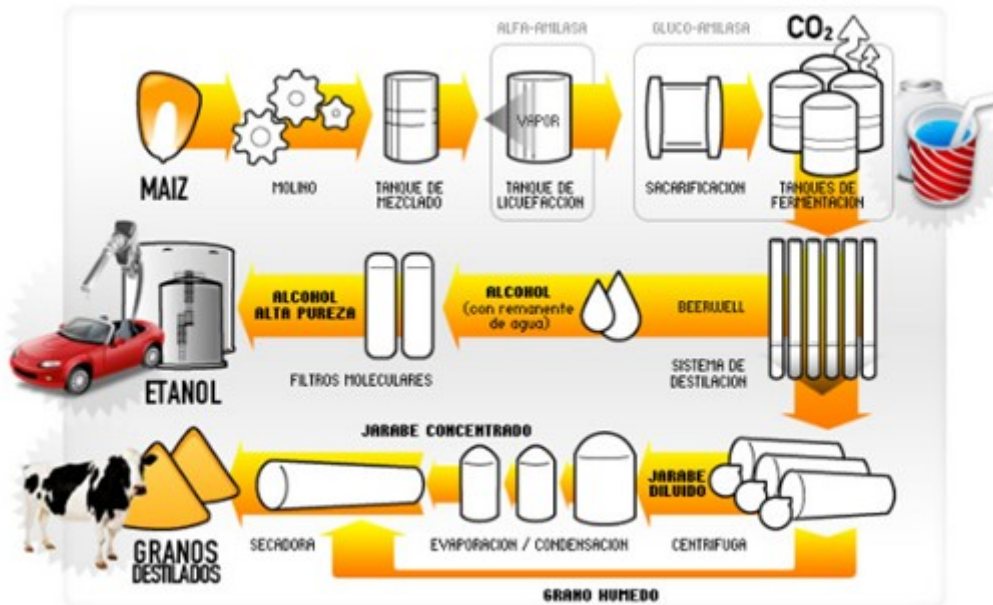 ALFA-AMILASA
GLUCO-AMILASA
CO₂
VAPOR
MAIZ
MOLINO
TANQUE DE
MEZCLADO
TANQUE DE
LICUEFACCION
SACARIFICACION
TANQUES DE
FERMENTACION
ALCOHOL
ALTA PUREZA
ALCOHOL
(con remanente
de agua)
BEERWELL
ETANOL
FILTROS MOLECULARES
SISTEMA DE
DESTILACION
JARABE CONCENTRADO
JARABE
DILUIDO
GRANOS
DESTILADOS
SECADORA
EVAPORACION / CONDENSACION
CENTRIFUGA
GRANO HUMEDO